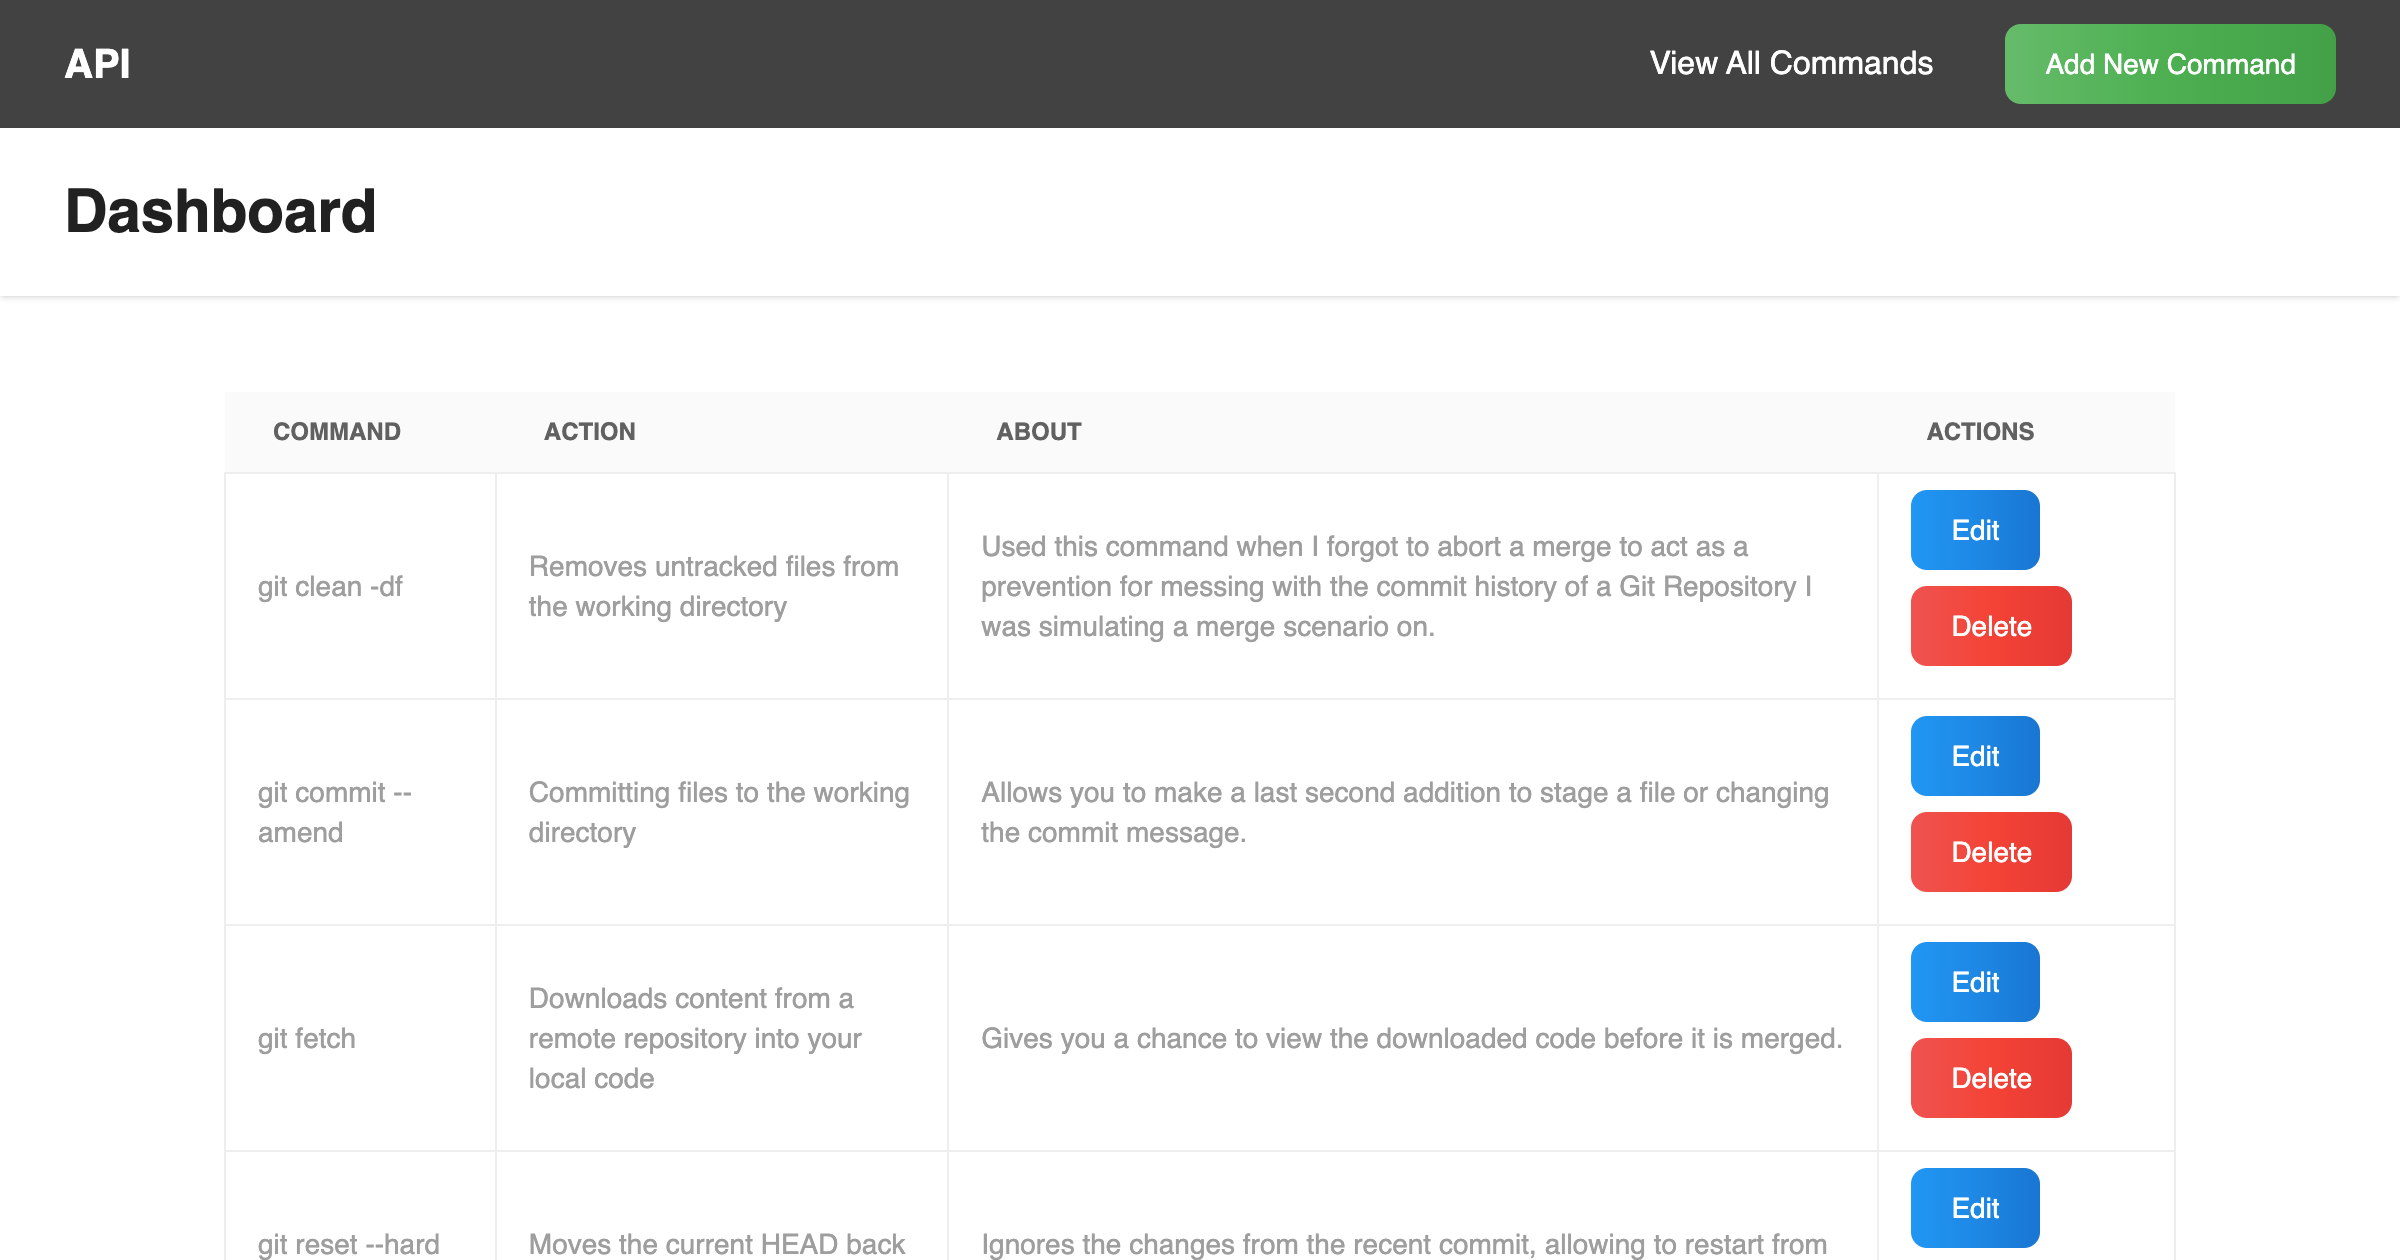 API
View All Commands
Add New Command
Dashboard
COMMAND
ACTION
ABOUT
ACTIONS
git clean -df
Removes untracked files from
the working directory
Used this command when I forgot to abort a merge to act as a
prevention for messing with the commit history of a Git Repository I
was simulating a merge scenario on.
Edit
Delete
git commit --
amend
Committing files to the working
directory
Allows you to make a last second addition to stage a file or changing
the commit message.
Edit
Delete
git fetch
Downloads content from a
remote repository into your
local code
Gives you a chance to view the downloaded code before it is merged.
Edit
Delete
git reset --hard
Moves the current HEAD back
Ignores the changes from the recent commit, allowing to restart from
Edit